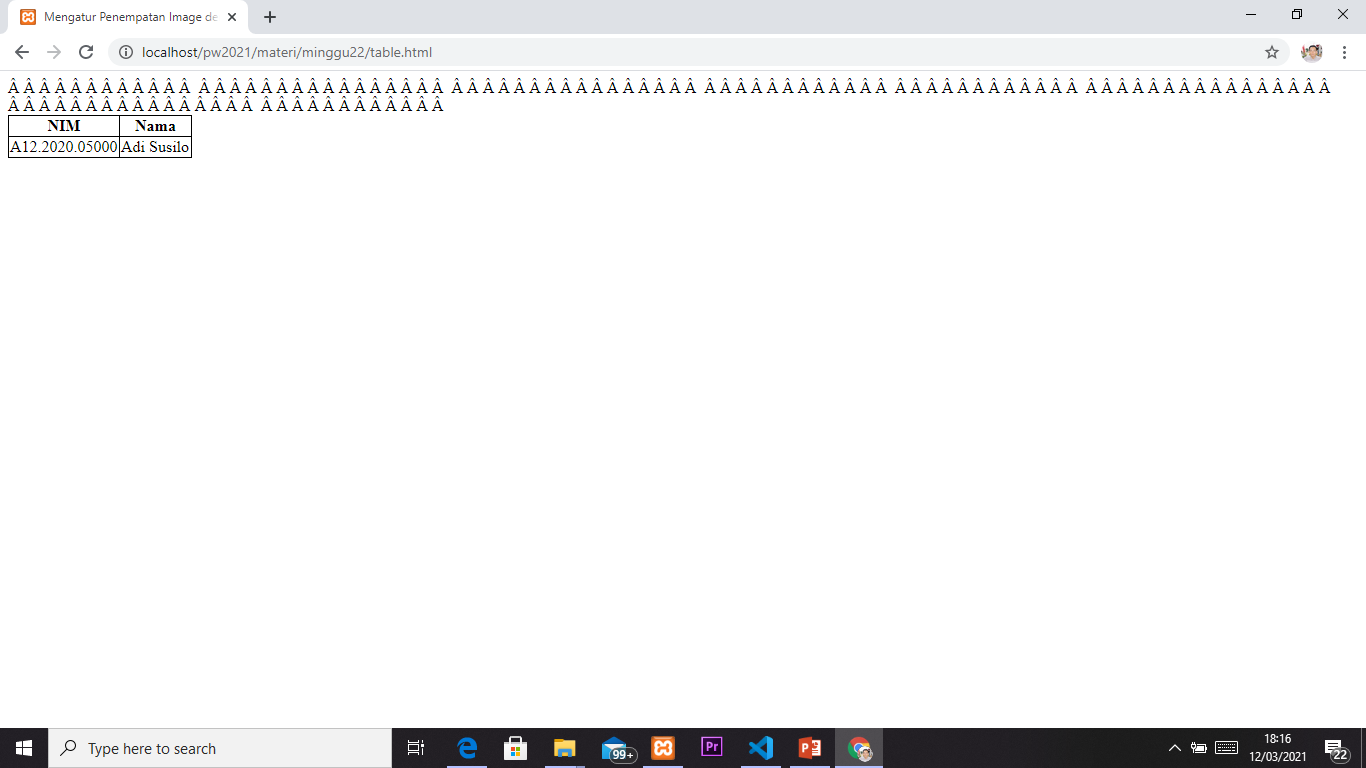 Mengatur Penempatan Image de
localhost/pw2021/materi/minggu22/table.html
                                                                                   
                           
NIM Nama
A12.2020.05000 Adi Susilo
Type here to search
99+
Pr
18:16
12/03/2021
22